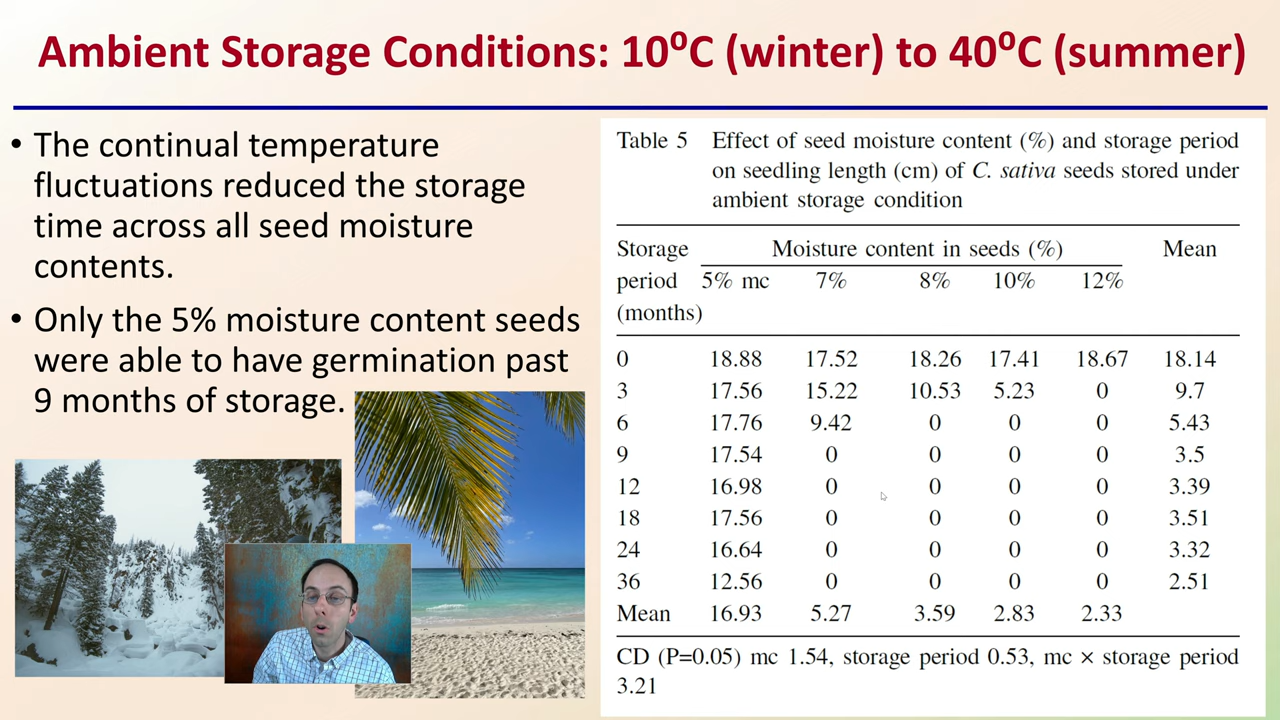 Ambient Storage Conditions: 10⁰C (winter) to 40⁰C (summer)
• The continual temperature
fluctuations reduced the storage
time across all seed moisture
contents.
• Only the 5% moisture content seeds
were able to have germination past
9 months of storage.
Table 5 Effect of seed moisture content (%) and storage period
on seedling length (cm) of C. sativa seeds stored under
ambient storage condition
Storage Moisture content in seeds (%) Mean
period 5% mc 7% 8% 10% 12%
(months)
0 18.88 17.52 18.26 17.41 18.67 18.14
3 17.56 15.22 10.53 5.23 0 9.7
6 17.76 9.42 0 0 0 5.43
9 17.54 0 0 0 0 3.5
12 16.98 0 0 0 0 3.39
18 17.56 0 0 0 0 3.51
24 16.64 0 0 0 0 3.32
36 12.56 0 0 0 0 2.51
Mean 16.93 5.27 3.59 2.83 2.33
CD (P=0.05) mc 1.54, storage period 0.53, mc × storage period
3.21